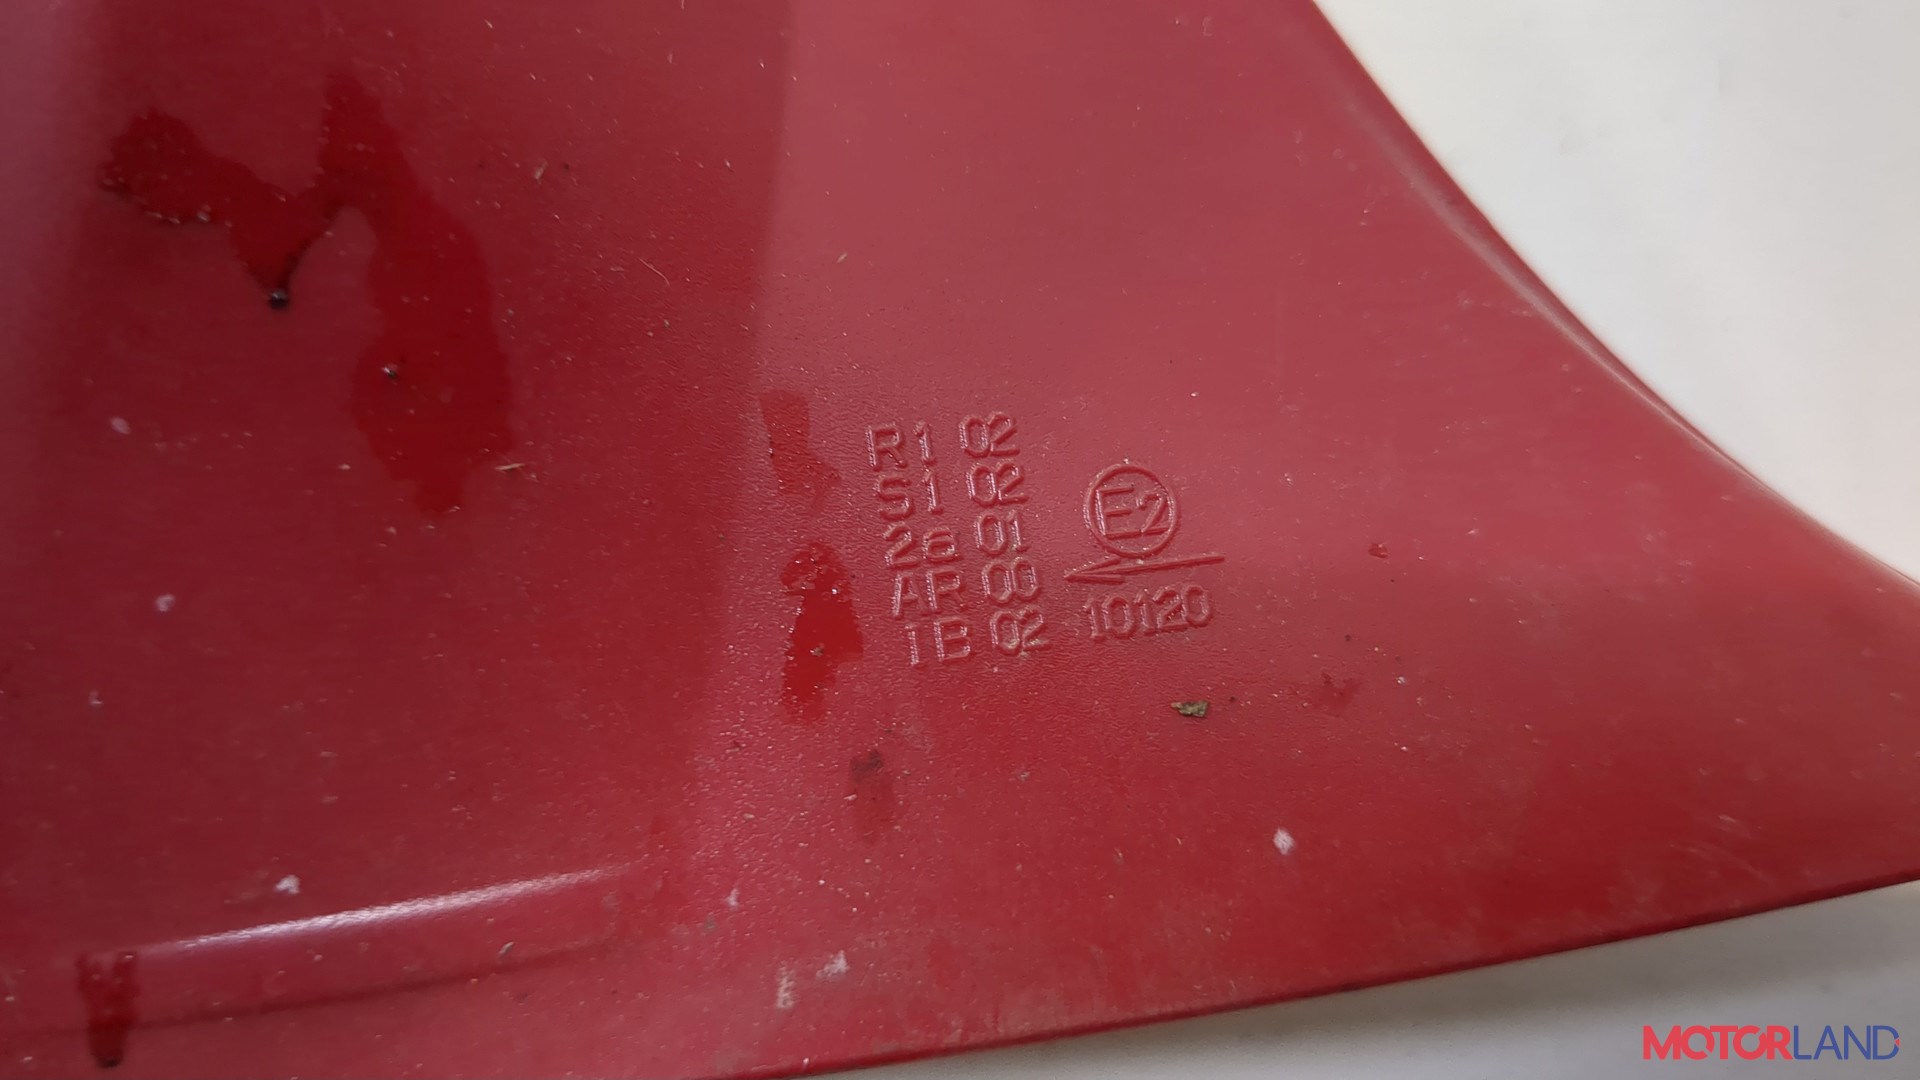 R1 02
S1 02
2a 01
AR 00
IB 02
E2
10120
MOTORLAND